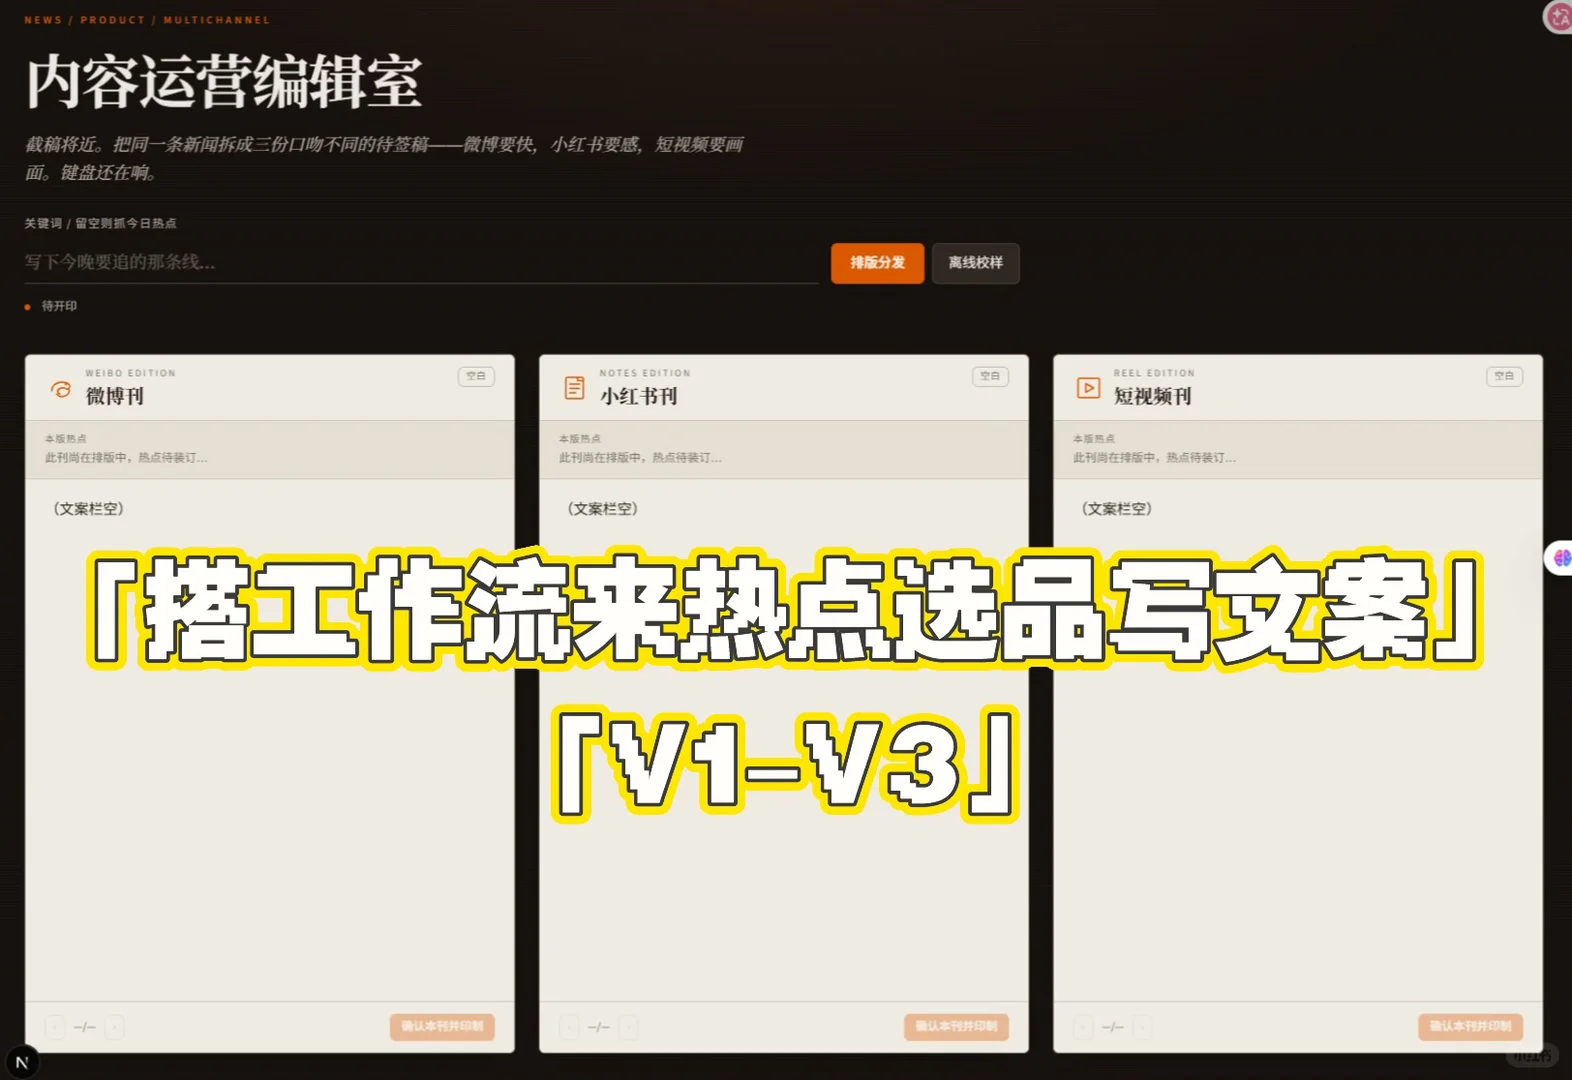 NEWS / PRODUCT / MULTICHANNEL
内容运营编辑室
截稿将近。把同一条新闻拆成三份口吻不同的待签稿——微博要快，小红书要感，短视频要画
面。键盘还在响。
关键词 / 留空则抓今日热点
写下今晚要追的那条线...
排版分发
离线校样
待开印
WEIBO EDITION
微博刊
空白
本版热点
此刊尚在排版中，热点待装订...
（文案栏空）
NOTES EDITION
小红书刊
空白
本版热点
此刊尚在排版中，热点待装订...
（文案栏空）
REEL EDITION
短视频刊
空白
本版热点
此刊尚在排版中，热点待装订...
（文案栏空）
「搭工作流来热点选品写文案」
「V1-V3」
—/—
确认本刊并印制
—/—
确认本刊并印制
—/—
确认本刊并印制
N
小红书